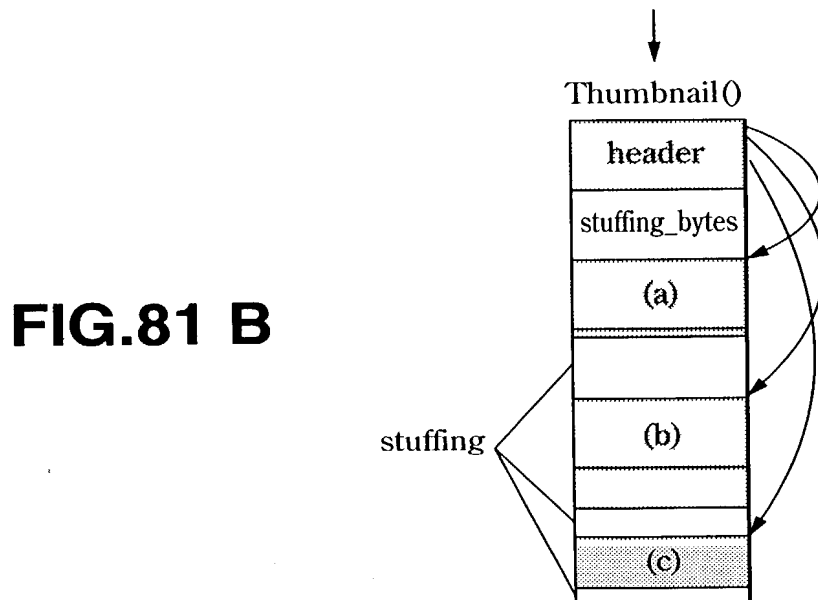 Thumbnail()
header
stuffing_bytes
(a)
FIG.81 B
stuffing
(b)
(c)